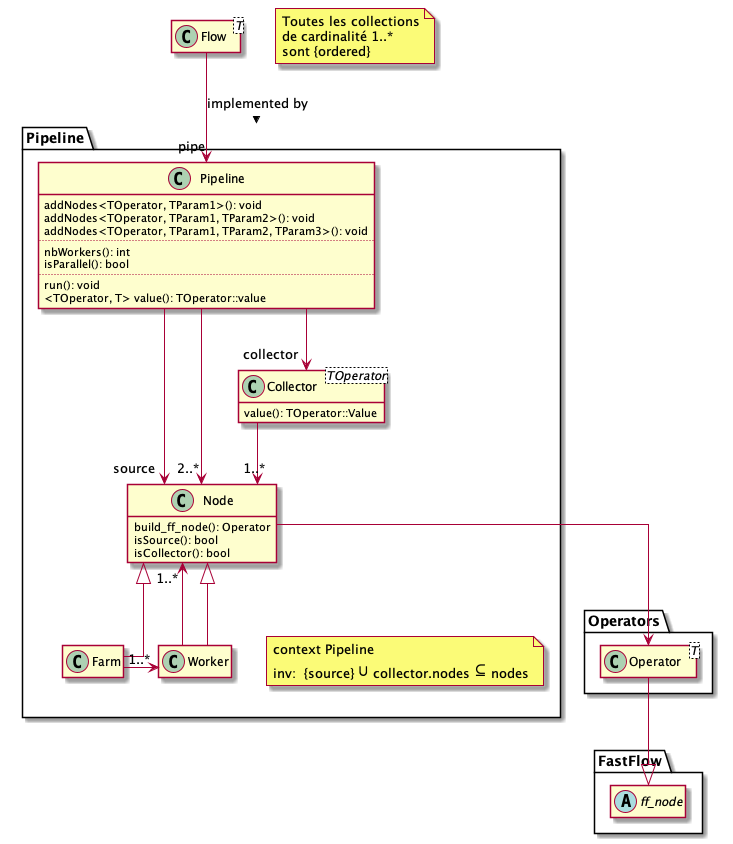 Toutes les collections
de cardinalité 1..*
sont {ordered}
C Flow T
implemented by
▼
pipe
Pipeline
C Pipeline
addNodes<TOperator, TParam1>(): void
addNodes<TOperator, TParam1, TParam2>(): void
addNodes<TOperator, TParam1, TParam2, TParam3>(): void
nbWorkers(): int
isParallel(): bool
run(): void
<TOperator, T> value(): TOperator::value
collector
C Collector TOperator
value(): TOperator::Value
source 2..* 1..*
C Node
build_ff_node(): Operator
isSource(): bool
isCollector(): bool
1..*
C Farm 1..* C Worker
context Pipeline
inv: {source} ∪ collector.nodes ⊆ nodes
Operators
C Operator T
FastFlow
A ff_node